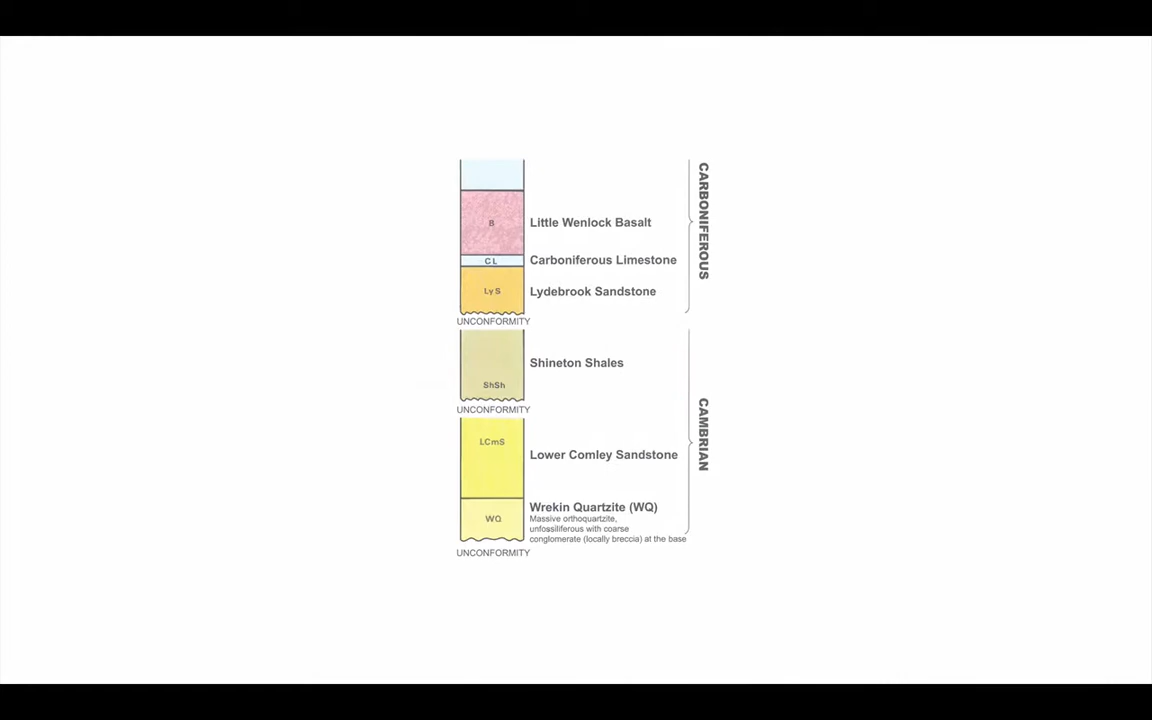 CARBONIFEROUS
B
Little Wenlock Basalt
CL
Carboniferous Limestone
Ly S
Lydebrook Sandstone
UNCONFORMITY
Shineton Shales
ShSh
UNCONFORMITY
CAMBRIAN
LCmS
Lower Comley Sandstone
WQ
Wrekin Quartzite (WQ)
Massive orthoquartzite,
unfossiliferous with coarse
conglomerate (locally breccia) at the base
UNCONFORMITY